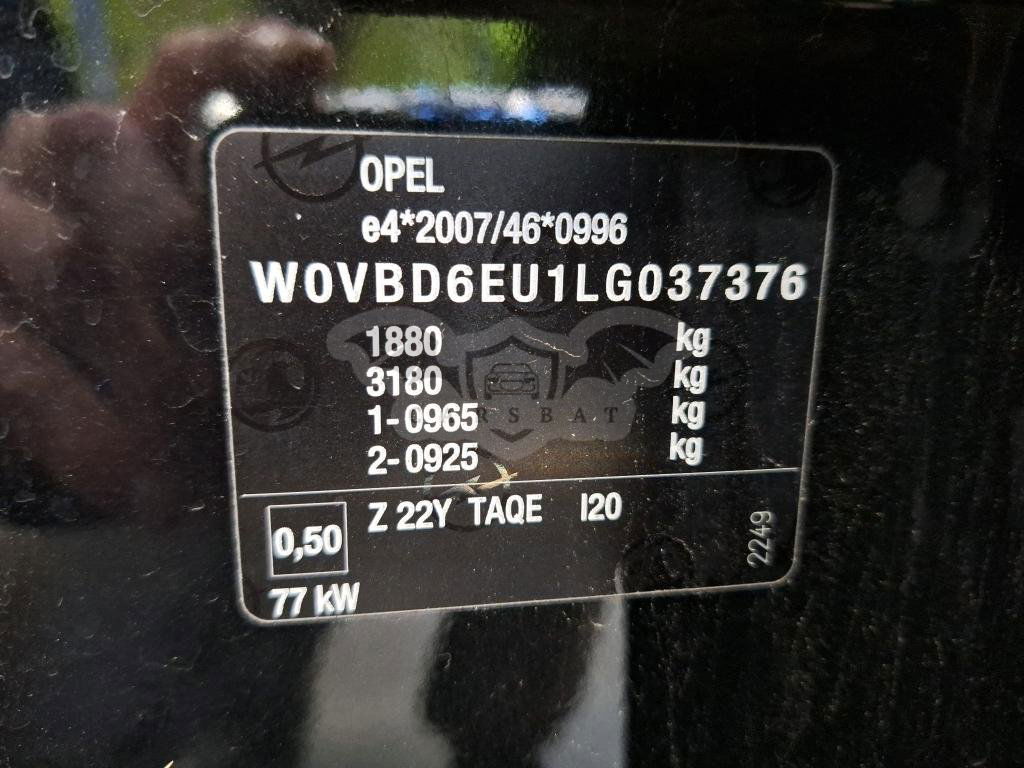 OPEL
e4*2007/46*0996
W0VBD6EU1LG037376
1880 kg
3180 kg
1-0965 kg
2-0925 kg
Z 22Y TAQE I20
0,50
77 kW
2249